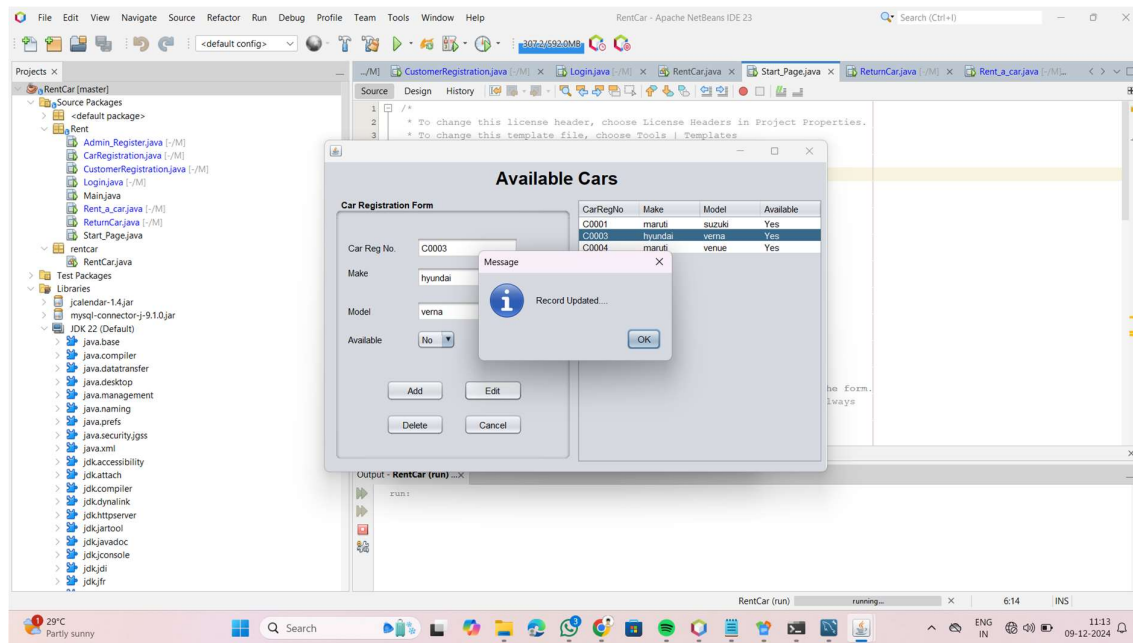 File Edit View Navigate Source Refactor Run Debug Profile Team Tools Window Help
RentCar - Apache NetBeans IDE 23
Search (Ctrl+I)
<default config>
307.2/592.0MB
Projects
RentCar [master]
Source Packages
<default package>
Rent
Admin_Register.java [-/M]
CarRegistration.java [-/M]
CustomerRegistration.java [-/M]
Login.java [-/M]
Main.java
Rent_a_car.java [-/M]
ReturnCar.java [-/M]
Start_Page.java
rentcar
RentCar.java
Test Packages
Libraries
jcalendar-1.4.jar
mysql-connector-j-9.1.0.jar
JDK 22 (Default)
java.base
java.compiler
java.datatransfer
java.desktop
java.management
java.naming
java.prefs
java.security.jgss
java.xml
jdk.accessibility
jdk.attach
jdk.compiler
jdk.dynalink
jdk.httpserver
jdk.jartool
jdk.javadoc
jdk.jconsole
jdk.jdi
jdk.jfr
.../M] CustomerRegistration.java [-/M] Login.java [-/M] RentCar.java Start_Page.java ReturnCar.java [-/M] Rent_a_car.java [-/M]...
Source Design History
1 /*
2 * To change this license header, choose License Headers in Project Properties.
3 * To change this template file, choose Tools | Templates
he form.
lways
Available Cars
Car Registration Form
Car Reg No. C0003
Make hyundai
Model verna
Available No
Add Edit
Delete Cancel
CarRegNo Make Model Available
C0001 maruti suzuki Yes
C0003 hyundai verna Yes
C0004 maruti venue Yes
Message
Record Updated....
OK
Output - RentCar (run) ...
run:
RentCar (run) running... 6:14 INS
1
29°C
Partly sunny
Search
3
ENG
IN
11:13
09-12-2024